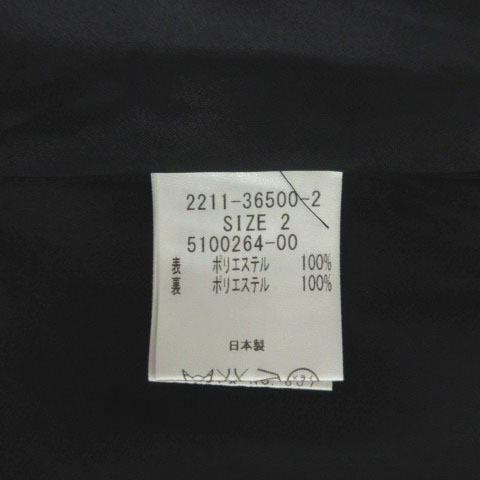 2211-36500-2
SIZE 2
5100264-00
表 ポリエステル 100%
裏 ポリエステル 100%
日本製